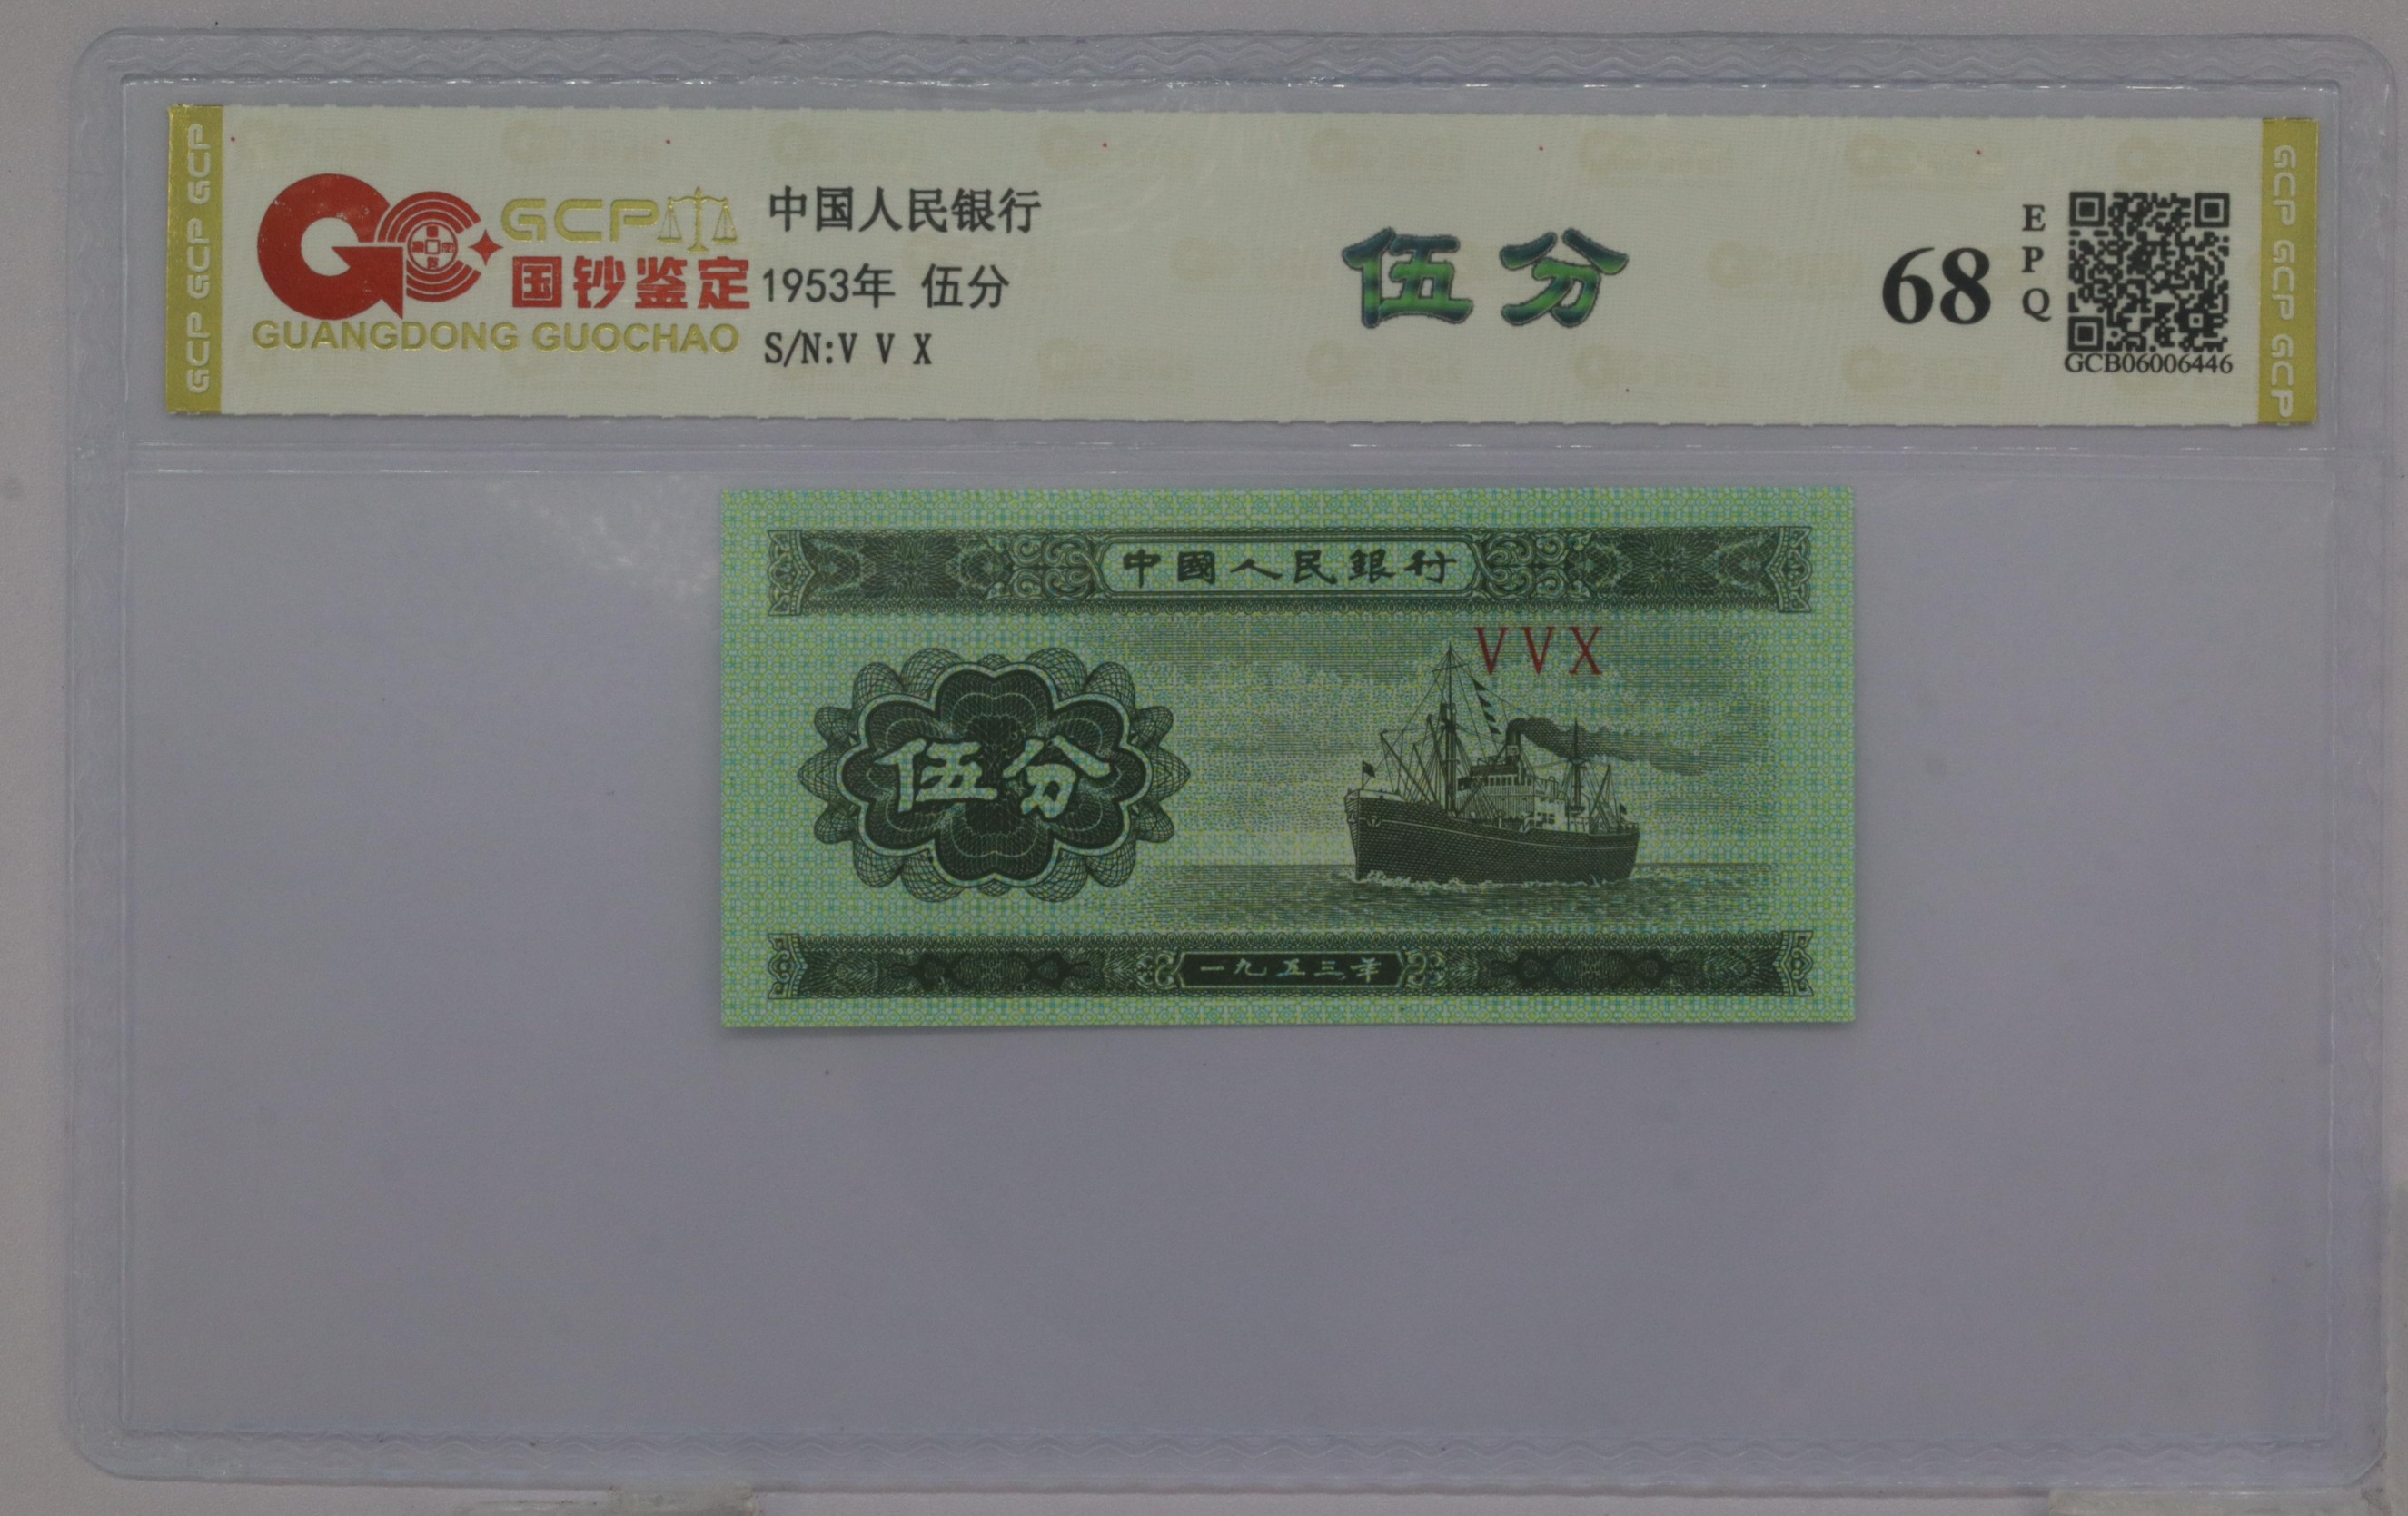 GCP GCP GCP
GCP
国钞鉴定
GUANGDONG GUOCHAO
中国人民银行
1953年 伍分
S/N:V V X
伍分
68
EPQ
GCB06006446
GCP GCP GCP
中國人民銀行
VVX
伍分
一九五三年